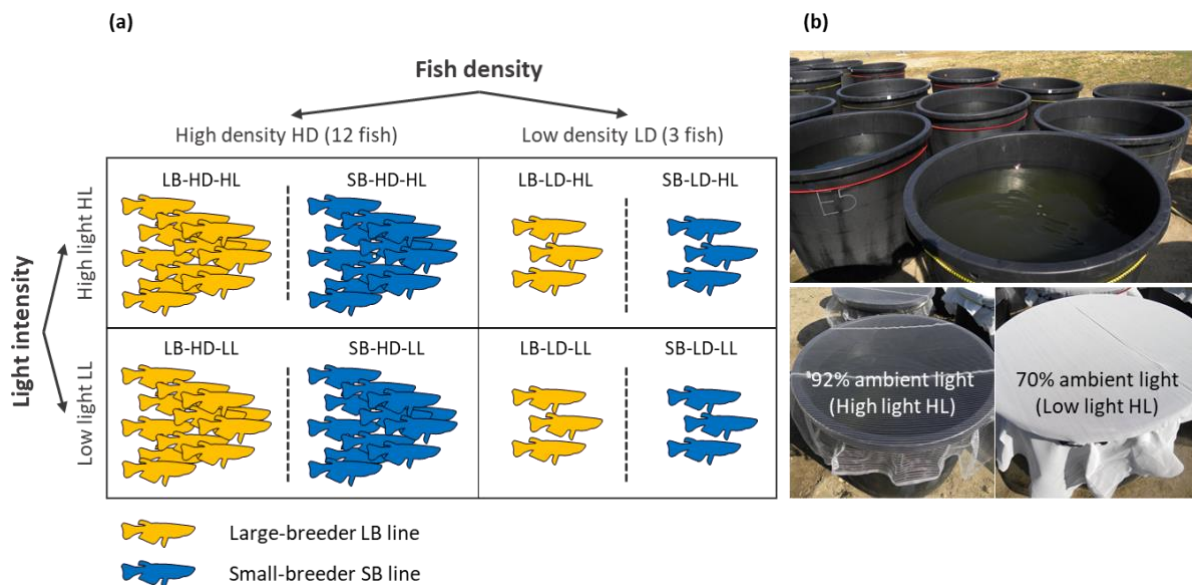 (a)
Fish density
High density HD (12 fish)
Low density LD (3 fish)
Light intensity
High light HL
LB-HD-HL
SB-HD-HL
LB-LD-HL
SB-LD-HL
Low light LL
LB-HD-LL
SB-HD-LL
LB-LD-LL
SB-LD-LL
Large-breeder LB line
Small-breeder SB line
(b)
E5
92% ambient light
(High light HL)
70% ambient light
(Low light HL)